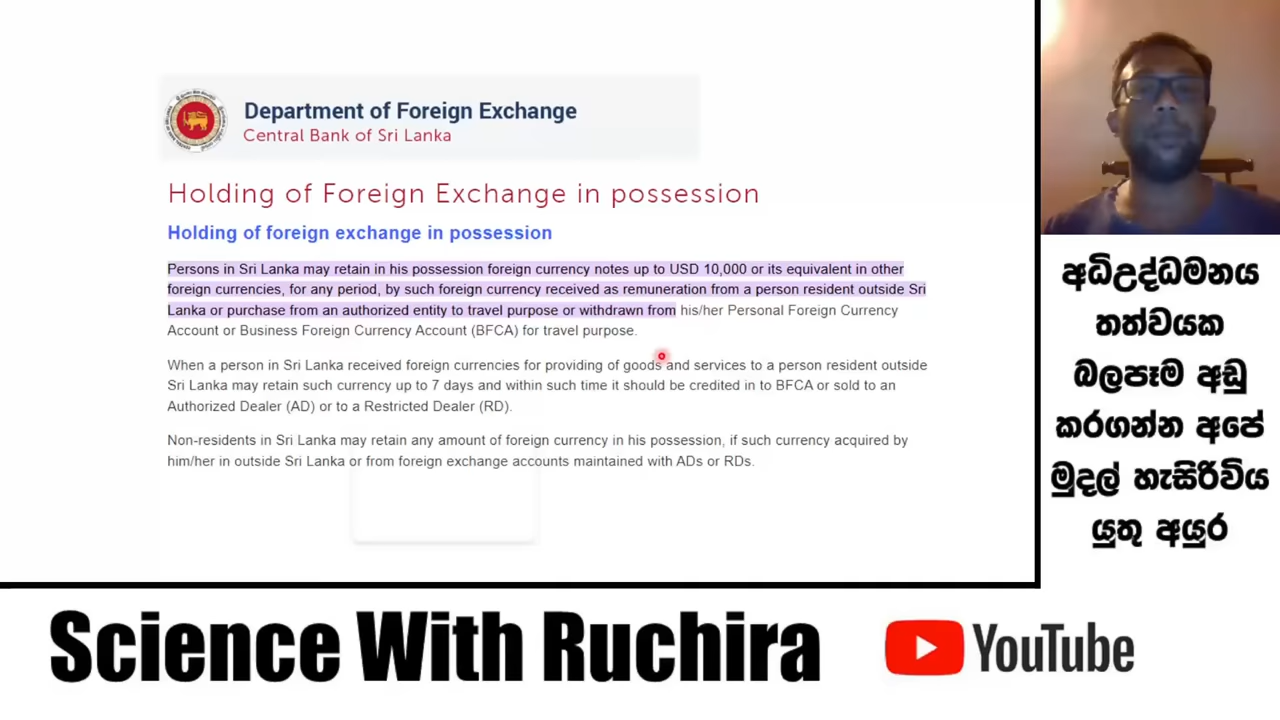 Department of Foreign Exchange
Central Bank of Sri Lanka
Holding of Foreign Exchange in possession
Holding of foreign exchange in possession
Persons in Sri Lanka may retain in his possession foreign currency notes up to USD 10,000 or its equivalent in other
foreign currencies, for any period, by such foreign currency received as remuneration from a person resident outside Sri
Lanka or purchase from an authorized entity to travel purpose or withdrawn from his/her Personal Foreign Currency
Account or Business Foreign Currency Account (BFCA) for travel purpose.
When a person in Sri Lanka received foreign currencies for providing of goods and services to a person resident outside
Sri Lanka may retain such currency up to 7 days and within such time it should be credited in to BFCA or sold to an
Authorized Dealer (AD) or to a Restricted Dealer (RD).
Non-residents in Sri Lanka may retain any amount of foreign currency in his possession, if such currency acquired by
him/her in outside Sri Lanka or from foreign exchange accounts maintained with ADs or RDs.
අධිඋද්ධමනය
තත්වයක
බලපෑම අඩු
කරගන්න අපේ
මුදල් හැසිරිවිය
යුතු අයුර
Science With Ruchira
YouTube